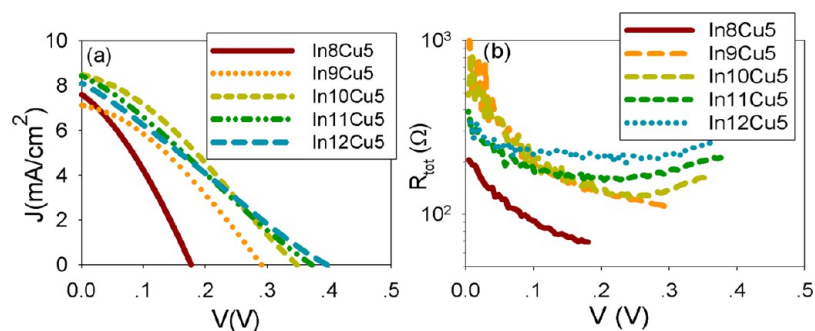 (a)
In8Cu5
In9Cu5
In10Cu5
In11Cu5
In12Cu5
J(mA/cm²)
10
8
6
4
2
0
0.0 .1 .2 .3 .4 .5
V(V)
(b)
In8Cu5
In9Cu5
In10Cu5
In11Cu5
In12Cu5
R_tot (Ω)
10³
10²
0.0 .1 .2 .3 .4 .5
V (V)